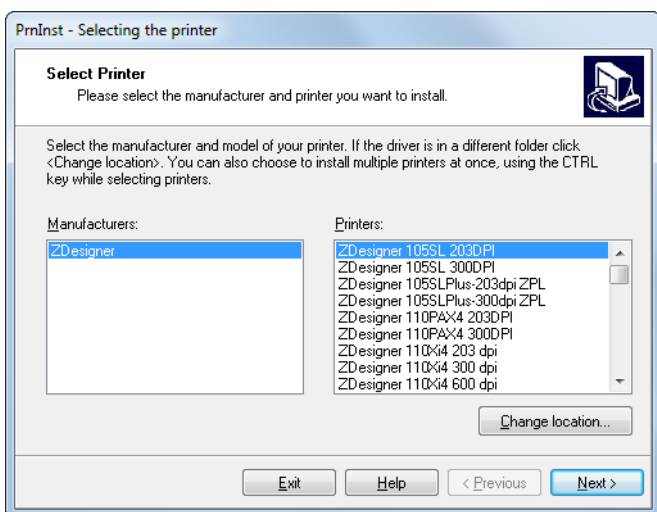 PrnInst - Selecting the printer
Select Printer
Please select the manufacturer and printer you want to install.
Select the manufacturer and model of your printer. If the driver is in a different folder click
<Change location>. You can also choose to install multiple printers at once, using the CTRL
key while selecting printers.
Manufacturers:
ZDesigner
Printers:
ZDesigner 105SL 203DPI
ZDesigner 105SL 300DPI
ZDesigner 105SLPlus-203dpi ZPL
ZDesigner 105SLPlus-300dpi ZPL
ZDesigner 110PAX4 203DPI
ZDesigner 110PAX4 300DPI
ZDesigner 110Xi4 203 dpi
ZDesigner 110Xi4 300 dpi
ZDesigner 110Xi4 600 dpi
Change location...
Exit
Help
< Previous
Next >